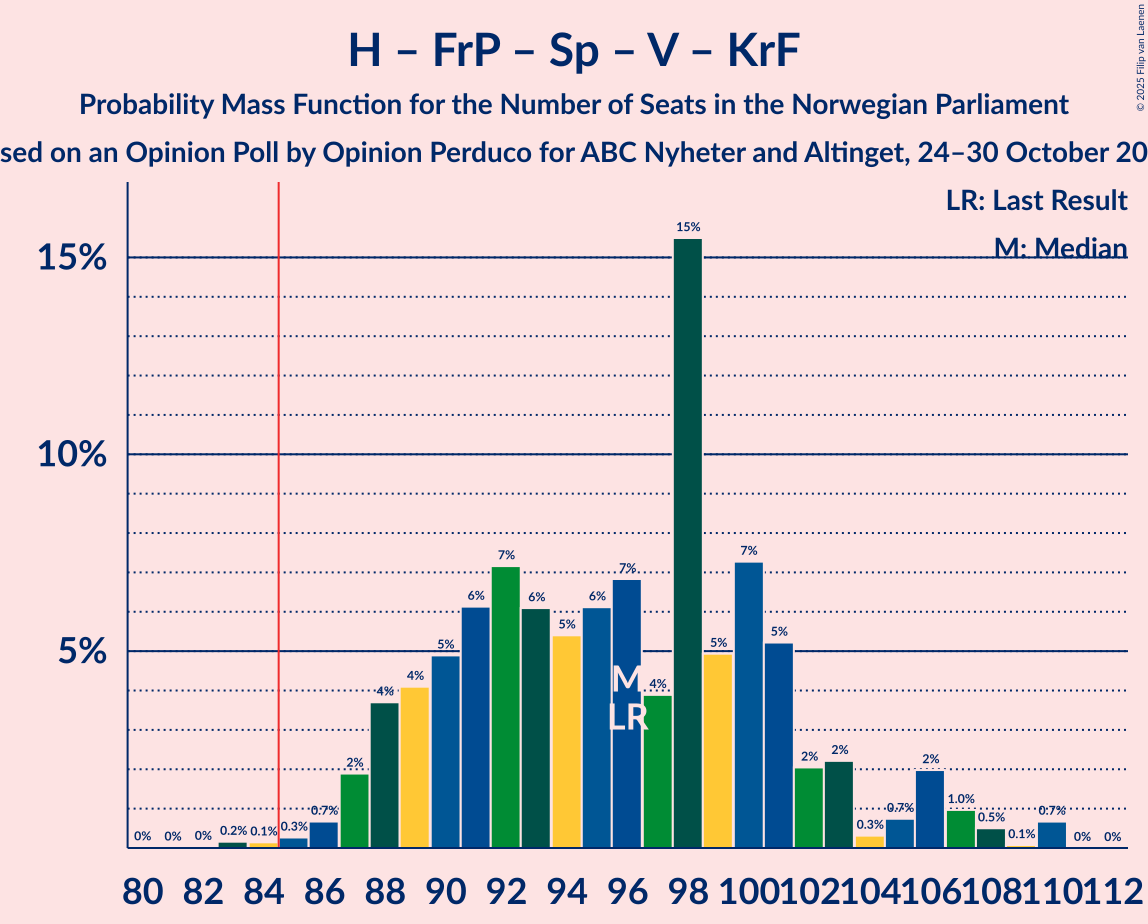 H – FrP – Sp – V – KrF
Probability Mass Function for the Number of Seats in the Norwegian Parliament
sed on an Opinion Poll by Opinion Perduco for ABC Nyheter and Altinget, 24–30 October 20
© 2025 Filip van Laenen
LR: Last Result
M: Median
15%
10%
5%
0% 0% 0% 0.2% 0.1% 0.3% 0.7% 2% 4% 4% 5% 6% 7% 6% 5% 6% 7% 4% 15% 5% 7% 5% 2% 2% 0.3% 0.7% 2% 1.0% 0.5% 0.1% 0.7% 0% 0%
M
LR
80 82 84 86 88 90 92 94 96 98 100 102 104 106 108 110 112